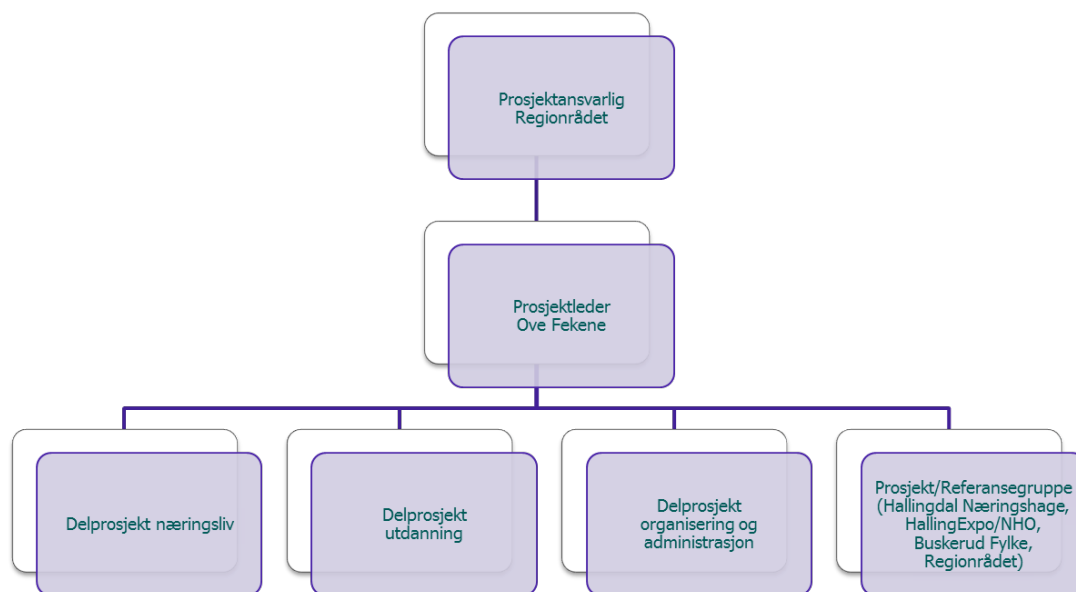 Prosjektansvarlig
Regionrådet
Prosjektleder
Ove Fekene
Delprosjekt næringsliv
Delprosjekt
utdanning
Delprosjekt
organisering og
administrasjon
Prosjekt/Referansegruppe
(Hallingdal Næringshage,
HallingExpo/NHO,
Buskerud Fylke,
Regionrådet)